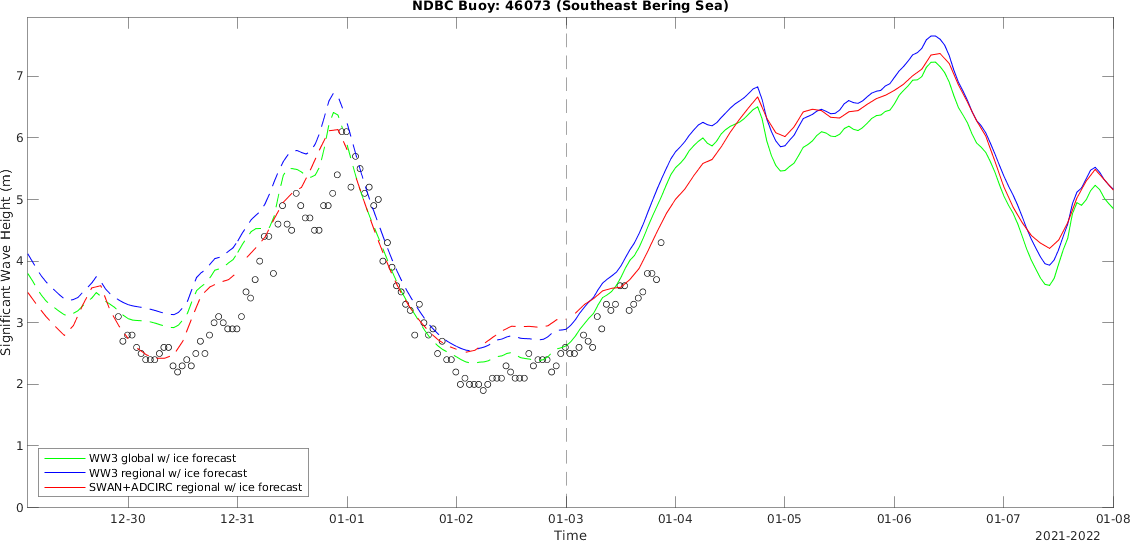 NDBC Buoy: 46073 (Southeast Bering Sea)
Significant Wave Height (m)
7
6
5
4
3
2
1
0
WW3 global w/ ice forecast
WW3 regional w/ ice forecast
SWAN+ADCIRC regional w/ ice forecast
12-30 12-31 01-01 01-02 01-03 01-04 01-05 01-06 01-07 01-08
Time
2021-2022